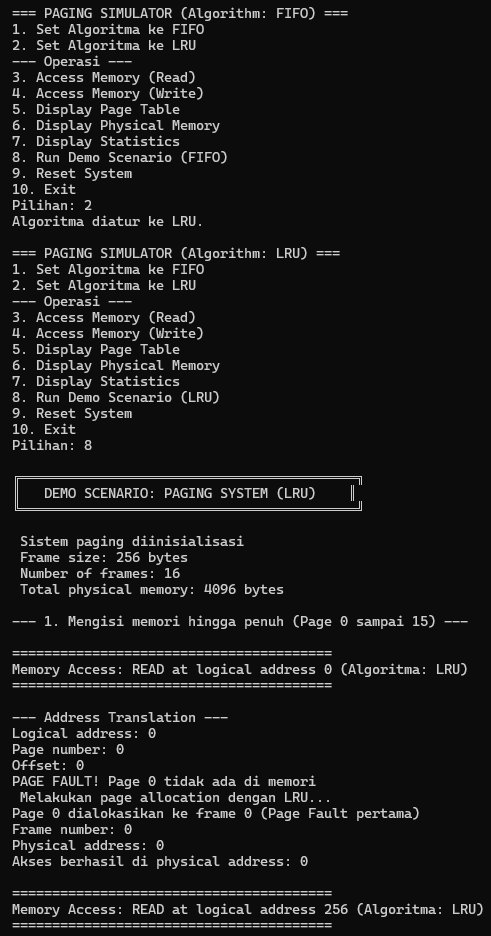 === PAGING SIMULATOR (Algorithm: FIFO) ===
1. Set Algoritma ke FIFO
2. Set Algoritma ke LRU
--- Operasi ---
3. Access Memory (Read)
4. Access Memory (Write)
5. Display Page Table
6. Display Physical Memory
7. Display Statistics
8. Run Demo Scenario (FIFO)
9. Reset System
10. Exit
Pilihan: 2
Algoritma diatur ke LRU.

=== PAGING SIMULATOR (Algorithm: LRU) ===
1. Set Algoritma ke FIFO
2. Set Algoritma ke LRU
--- Operasi ---
3. Access Memory (Read)
4. Access Memory (Write)
5. Display Page Table
6. Display Physical Memory
7. Display Statistics
8. Run Demo Scenario (LRU)
9. Reset System
10. Exit
Pilihan: 8

DEMO SCENARIO: PAGING SYSTEM (LRU)

Sistem paging diinisialisasi
Frame size: 256 bytes
Number of frames: 16
Total physical memory: 4096 bytes

--- 1. Mengisi memori hingga penuh (Page 0 sampai 15) ---

========================================
Memory Access: READ at logical address 0 (Algoritma: LRU)
========================================

--- Address Translation ---
Logical address: 0
Page number: 0
Offset: 0
PAGE FAULT! Page 0 tidak ada di memori
Melakukan page allocation dengan LRU...
Page 0 dialokasikan ke frame 0 (Page Fault pertama)
Frame number: 0
Physical address: 0
Akses berhasil di physical address: 0

========================================
Memory Access: READ at logical address 256 (Algoritma: LRU)
========================================